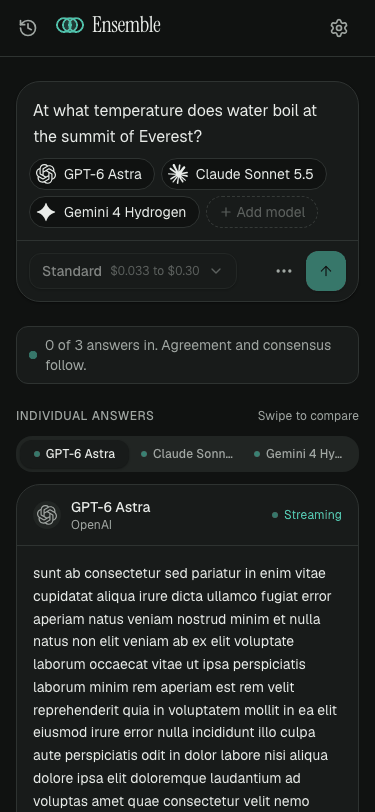 Ensemble
At what temperature does water boil at
the summit of Everest?
GPT-6 Astra
Claude Sonnet 5.5
Gemini 4 Hydrogen
+ Add model
Standard $0.033 to $0.30
0 of 3 answers in. Agreement and consensus
follow.
INDIVIDUAL ANSWERS
Swipe to compare
GPT-6 Astra
Claude Sonn...
Gemini 4 Hy...
GPT-6 Astra
OpenAI
Streaming
sunt ab consectetur sed pariatur in enim vitae
cupidatat aliqua irure dicta ullamco fugiat error
aperiam natus veniam nostrud minim et nulla
natus non elit veniam ab ex elit voluptate
laborum occaecat vitae ut ipsa perspiciatis
laborum minim rem aperiam est rem velit
reprehenderit quia in voluptatem mollit in ea elit
eiusmod irure error nulla incididunt illo culpa
aute perspiciatis odit in dolor labore nisi aliqua
dolore ipsa elit doloremque laudantium ad
voluptas amet quae consectetur velit nemo